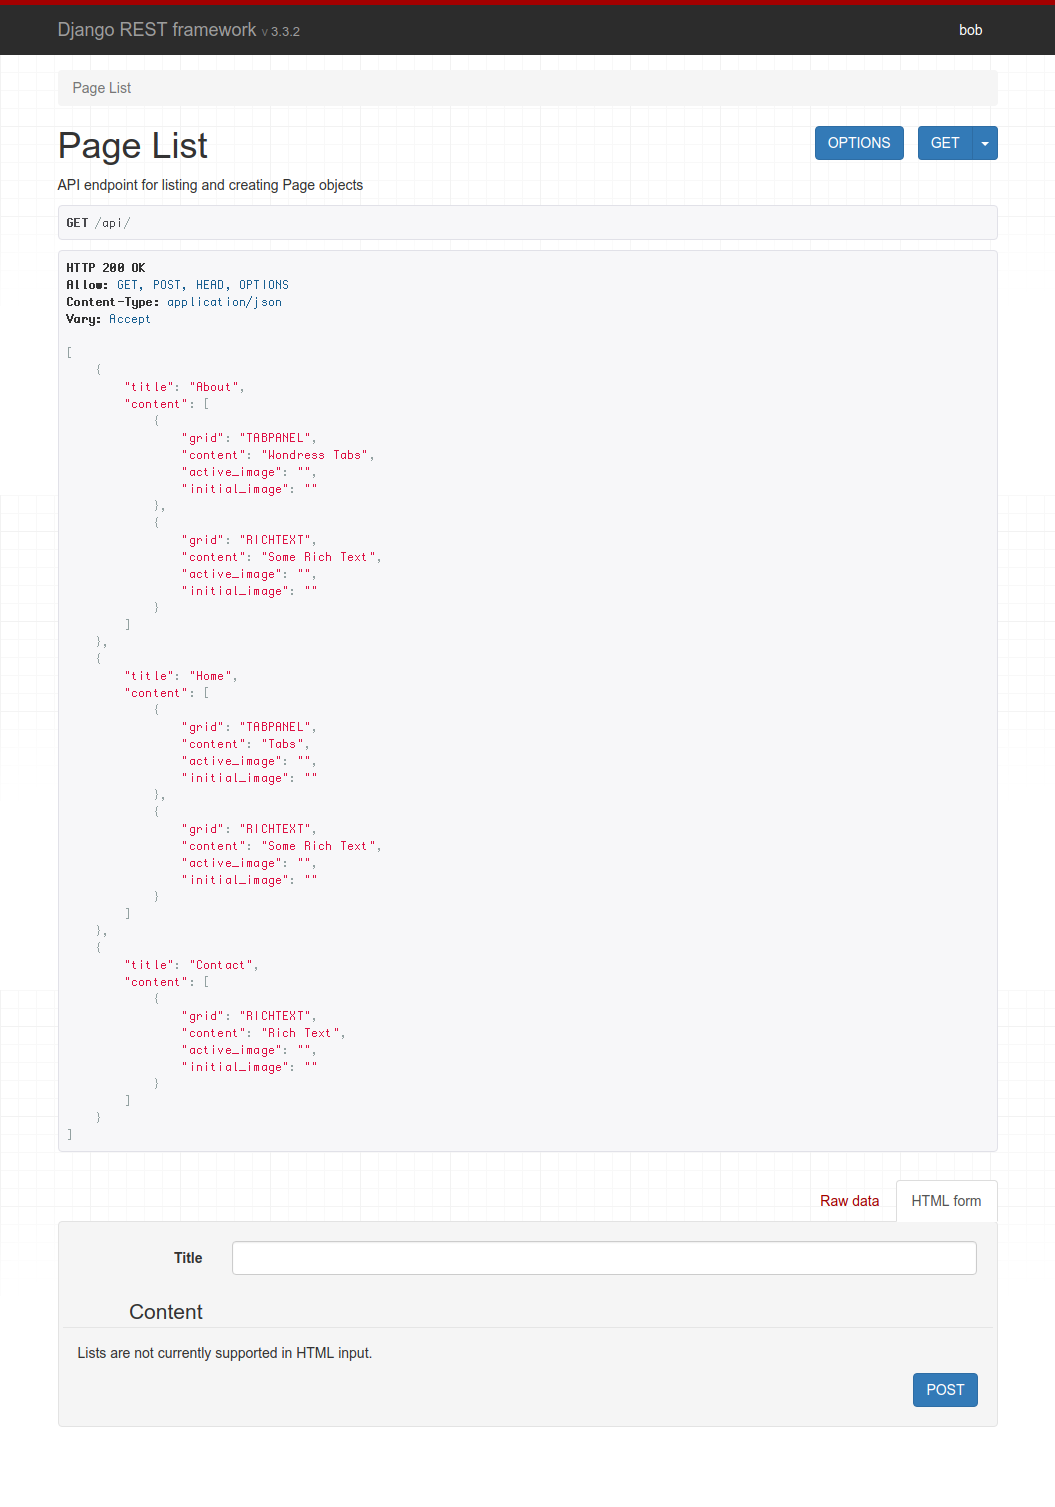 Django REST framework v 3.3.2
bob
Page List
Page List
OPTIONS
GET
API endpoint for listing and creating Page objects
GET /api/
HTTP 200 OK
Allow: GET, POST, HEAD, OPTIONS
Content-Type: application/json
Vary: Accept
[
    {
        "title": "About",
        "content": [
            {
                "grid": "TABPANEL",
                "content": "Wondress Tabs",
                "active_image": "",
                "initial_image": ""
            },
            {
                "grid": "RICHTEXT",
                "content": "Some Rich Text",
                "active_image": "",
                "initial_image": ""
            }
        ]
    },
    {
        "title": "Home",
        "content": [
            {
                "grid": "TABPANEL",
                "content": "Tabs",
                "active_image": "",
                "initial_image": ""
            },
            {
                "grid": "RICHTEXT",
                "content": "Some Rich Text",
                "active_image": "",
                "initial_image": ""
            }
        ]
    },
    {
        "title": "Contact",
        "content": [
            {
                "grid": "RICHTEXT",
                "content": "Rich Text",
                "active_image": "",
                "initial_image": ""
            }
        ]
    }
]
Raw data
HTML form
Title
Content
Lists are not currently supported in HTML input.
POST